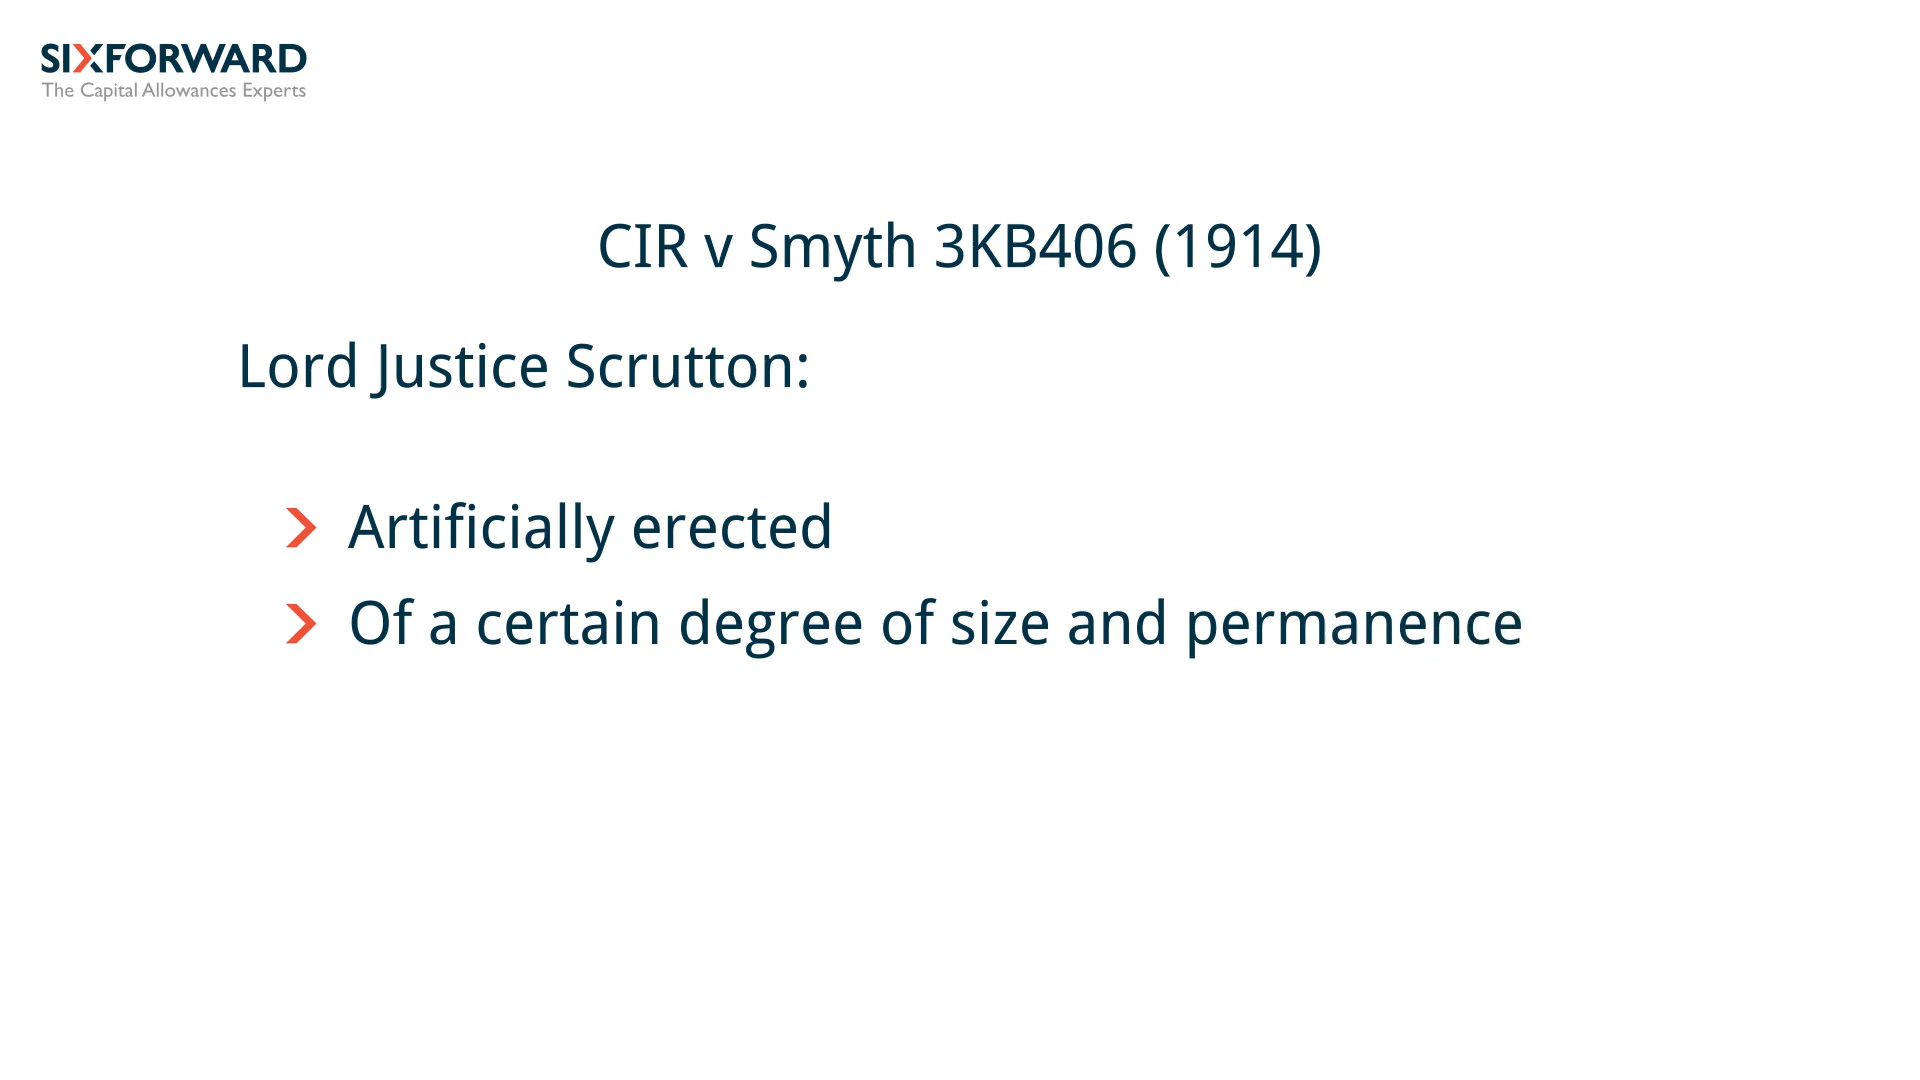 SIXFORWARD
The Capital Allowances Experts
CIR v Smyth 3KB406 (1914)
Lord Justice Scrutton:
Artificially erected
Of a certain degree of size and permanence